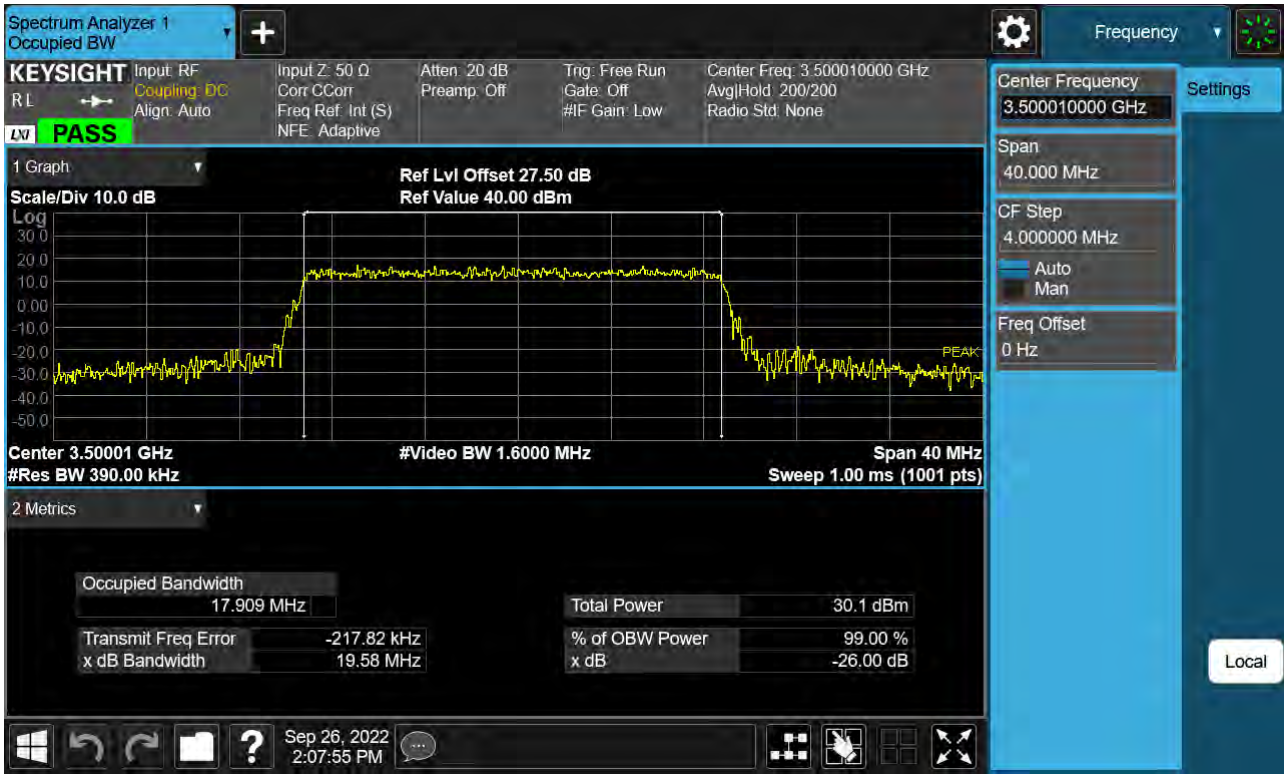 Spectrum Analyzer 1
Occupied BW
+
Frequency
KEYSIGHT
RL
LXI PASS
Input: RF
Coupling: DC
Align: Auto
Input Z: 50 Ω
Corr CCorr
Freq Ref: Int (S)
NFE: Adaptive
Atten: 20 dB
Preamp: Off
Trig: Free Run
Gate: Off
#IF Gain: Low
Center Freq: 3.500010000 GHz
Avg|Hold: 200/200
Radio Std: None
Center Frequency
3.500010000 GHz
Settings
Span
40.000 MHz
CF Step
4.000000 MHz
Auto
Man
Freq Offset
0 Hz
Local
1 Graph
Scale/Div 10.0 dB
Ref Lvl Offset 27.50 dB
Ref Value 40.00 dBm
Log
30.0
20.0
10.0
0.00
-10.0
-20.0
-30.0
-40.0
-50.0
PEAK
Center 3.50001 GHz
#Video BW 1.6000 MHz
Span 40 MHz
#Res BW 390.00 kHz
Sweep 1.00 ms (1001 pts)
2 Metrics
Occupied Bandwidth
17.909 MHz
Total Power 30.1 dBm
Transmit Freq Error -217.82 kHz
% of OBW Power 99.00 %
x dB Bandwidth 19.58 MHz
x dB -26.00 dB
?
Sep 26, 2022
2:07:55 PM